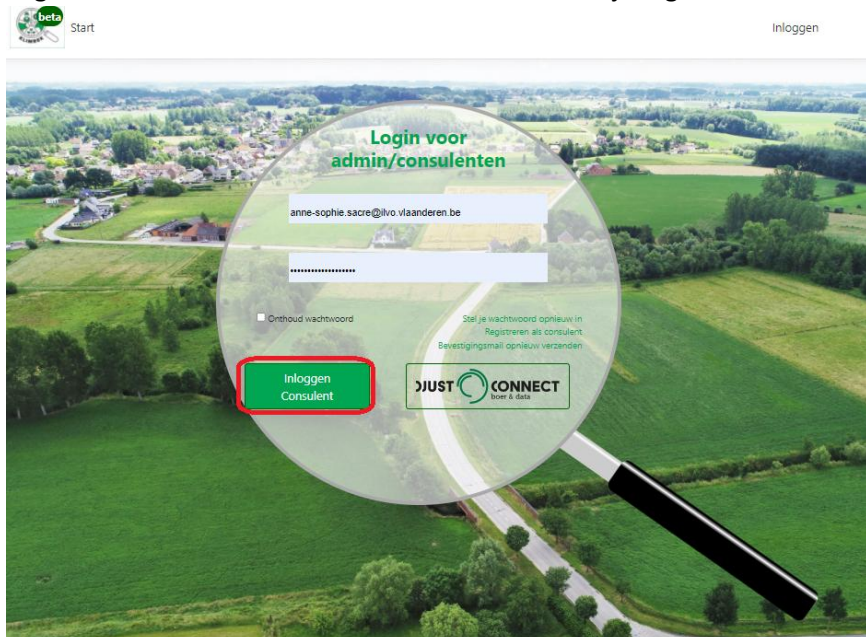 beta
Start
Inloggen
Login voor
admin/consulenten
anne-sophie.sacre@ilvo.vlaanderen.be
Onthoud wachtwoord
Stel je wachtwoord opnieuw in
Registreren als consulent
Bevestigingsmail opnieuw verzenden
Inloggen
Consulent
DJUST CONNECT
boer & data